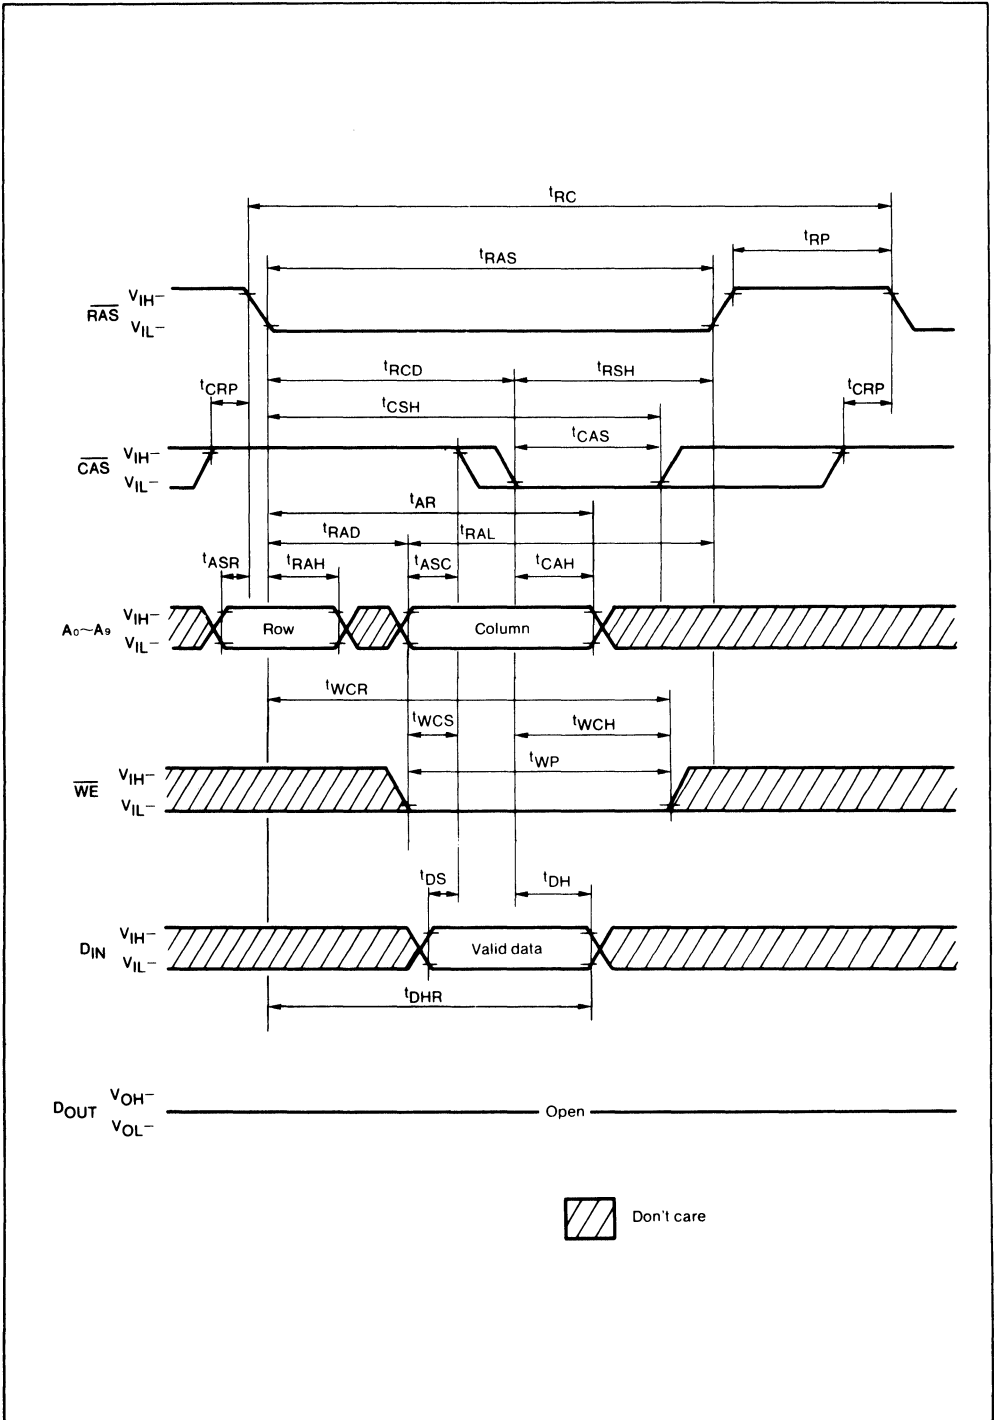 tRC
tRP
tRAS
RAS VIH–
VIL–
tRCD tRSH
tCRP tCSH tCRP
tCAS
CAS VIH–
VIL–
tAR
tRAD tRAL
tASR tRAH tASC tCAH
A0~A9 VIH–
VIL–
Row Column
tWCR
tWCS tWCH
tWP
WE VIH–
VIL–
tDS tDH
DIN VIH–
VIL–
Valid data
tDHR
DOUT VOH–
VOL–
Open
Don't care